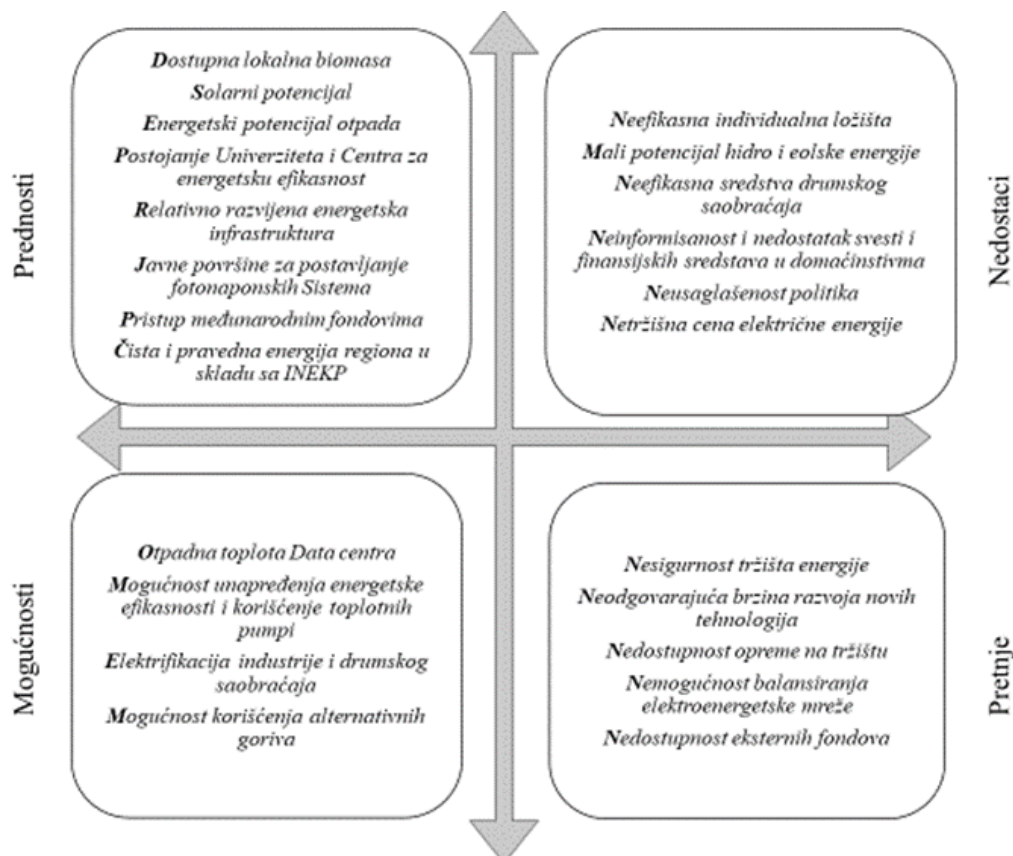 Prednosti
Dostupna lokalna biomasa
Solarni potencijal
Energetski potencijal otpada
Postojanje Univerziteta i Centra za
energetsku efikasnost
Relativno razvijena energetska
infrastruktura
Javne površine za postavljanje
fotonaponskih Sistema
Pristup međunarodnim fondovima
Čista i pravedna energija regiona u
skladu sa INEKP
Nedostaci
Neefikasna individualna ložišta
Mali potencijal hidro i eolske energije
Neefikasna sredstva drumskog
saobraćaja
Neinformisanost i nedostatak svesti i
finansijskih sredstava u domaćinstivma
Neusaglašenost politika
Netržišna cena električne energije
Mogućnosti
Otpadna toplota Data centra
Mogućnost unapređenja energetske
efikasnosti i korišćenje toplotnih
pumpi
Elektrifikacija industrije i drumskog
saobraćaja
Mogućnost korišćenja alternativnih
goriva
Pretnje
Nesigurnost tržišta energije
Neodgovarajuća brzina razvoja novih
tehnologija
Nedostupnost opreme na tržištu
Nemogućnost balansiranja
elektroenergetske mreže
Nedostupnost eksternih fondova